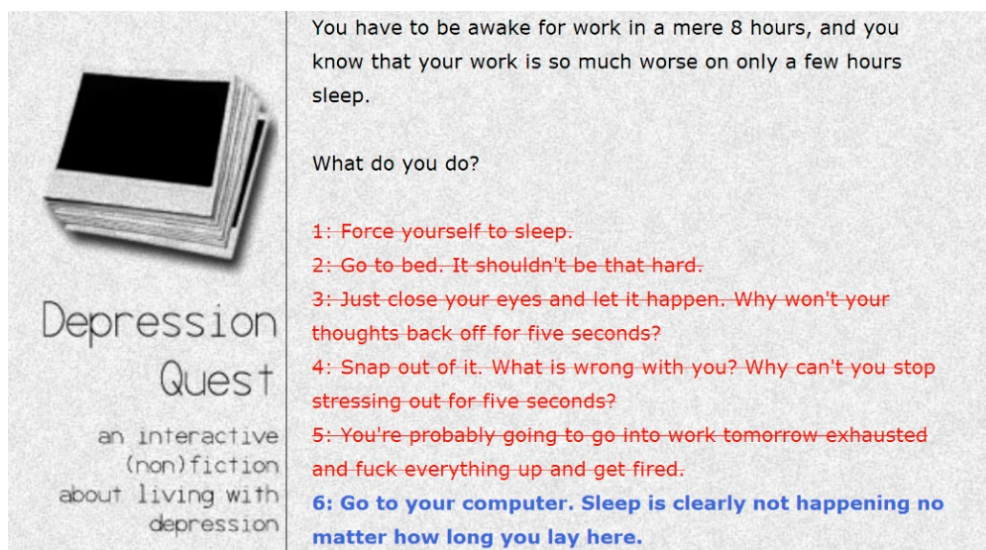 You have to be awake for work in a mere 8 hours, and you
know that your work is so much worse on only a few hours
sleep.
What do you do?
1: Force yourself to sleep.
2: Go to bed. It shouldn't be that hard.
3: Just close your eyes and let it happen. Why won't your
thoughts back off for five seconds?
4: Snap out of it. What is wrong with you? Why can't you stop
stressing out for five seconds?
5: You're probably going to go into work tomorrow exhausted
and fuck everything up and get fired.
6: Go to your computer. Sleep is clearly not happening no
matter how long you lay here.
Depression
Quest
an interactive
(non)fiction
about living with
depression